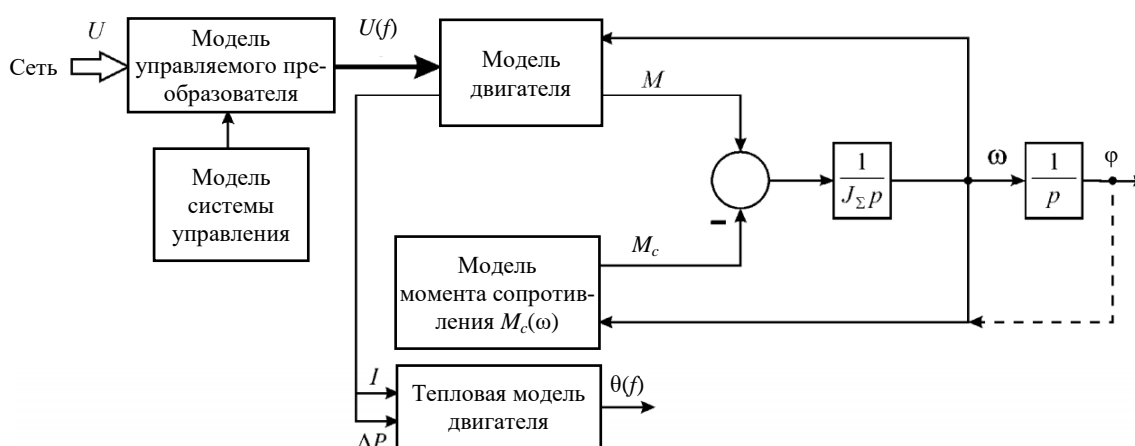 Сеть
U
Модель
управляемого пре-
образователя
U(f)
Модель
двигателя
M
Модель
системы
управления
1
J_Σ p
ω
1
p
φ
−
M_c
Модель
момента сопротив-
ления M_c(ω)
I
ΔP
Тепловая модель
двигателя
θ(f)